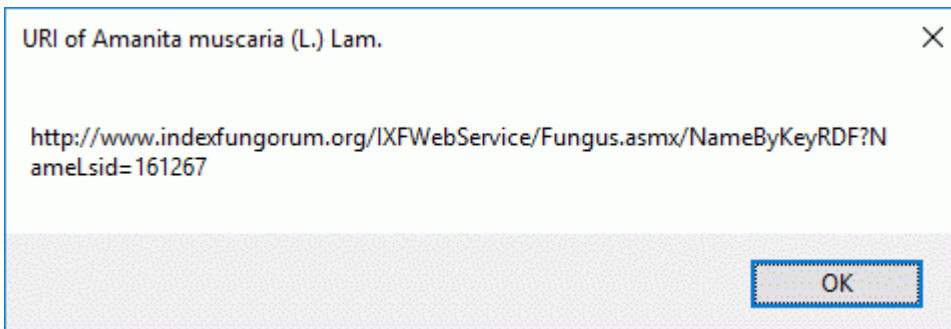 URI of Amanita muscaria (L.) Lam.
http://www.indexfungorum.org/IXFWebService/Fungus.asmx/NameByKeyRDF?N
ameLsid=161267
OK